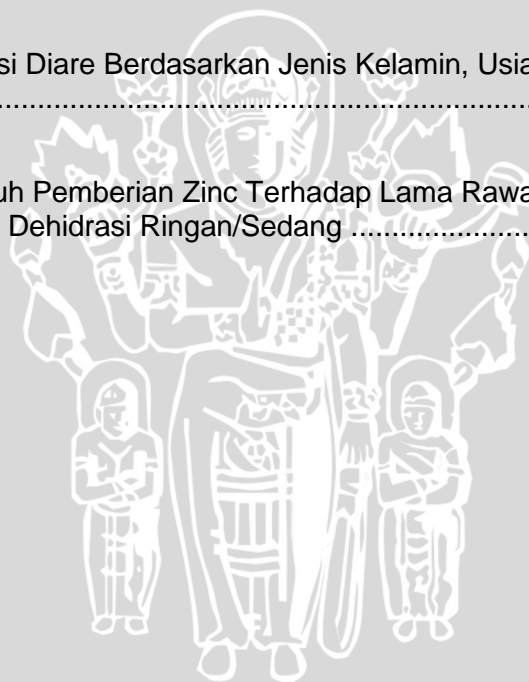 si Diare Berdasarkan Jenis Kelamin, Usia
................................................................
uh Pemberian Zinc Terhadap Lama Rawa
Dehidrasi Ringan/Sedang ......................